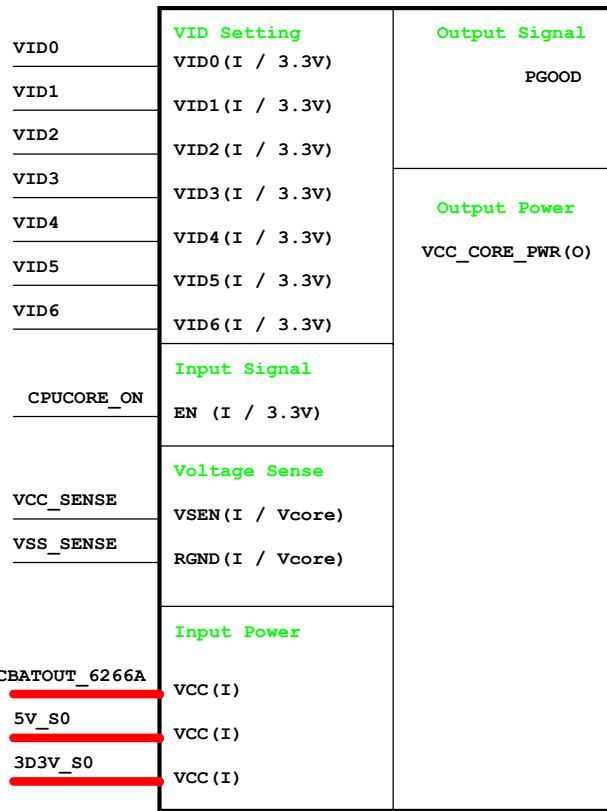 VID Setting
Output Signal
VID0
VID0(I / 3.3V)
PGOOD
VID1
VID1(I / 3.3V)
VID2
VID2(I / 3.3V)
VID3
VID3(I / 3.3V)
Output Power
VID4
VID4(I / 3.3V)
VCC_CORE_PWR(O)
VID5
VID5(I / 3.3V)
VID6
VID6(I / 3.3V)
Input Signal
CPUCORE_ON
EN (I / 3.3V)
Voltage Sense
VCC_SENSE
VSEN(I / Vcore)
VSS_SENSE
RGND(I / Vcore)
Input Power
CBATOUT_6266A
VCC(I)
5V_S0
VCC(I)
3D3V_S0
VCC(I)